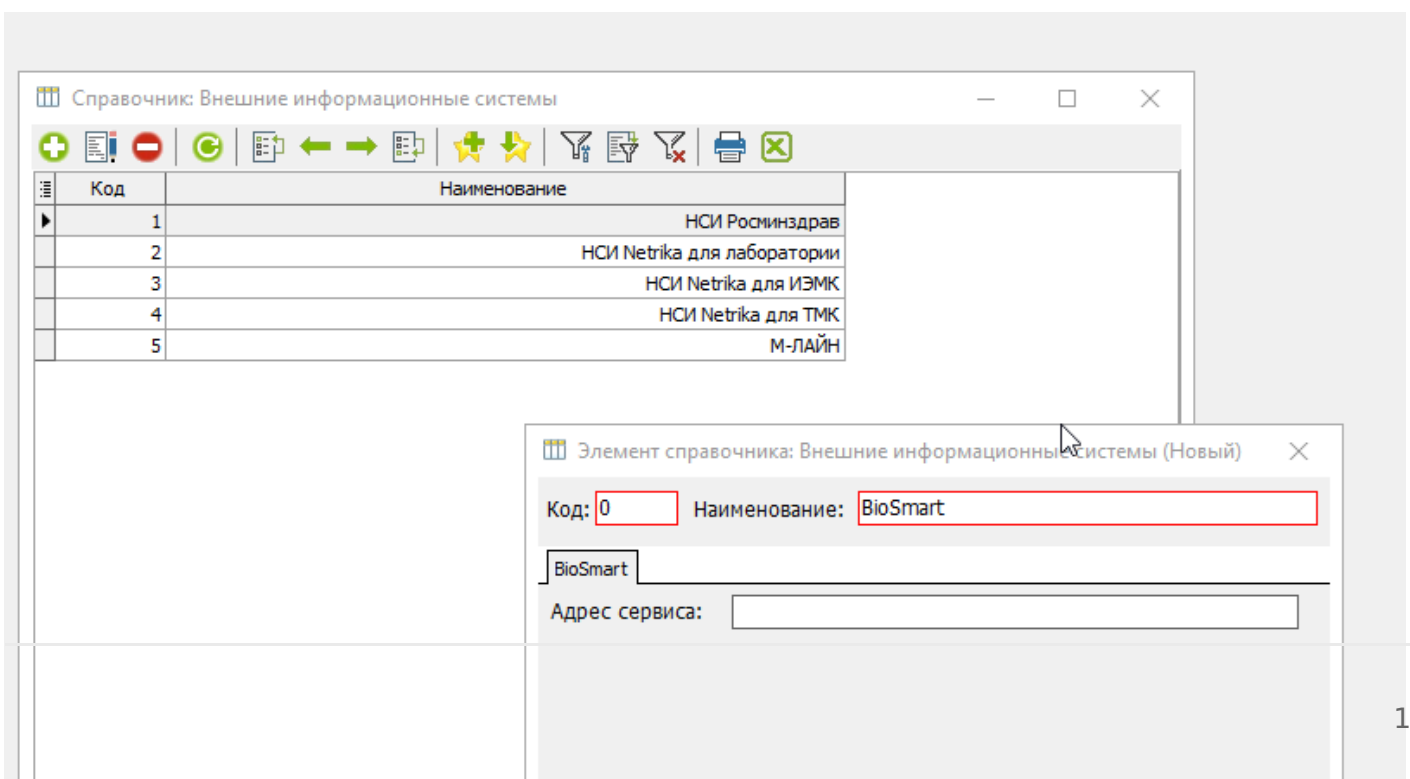 Справочник: Внешние информационные системы
Код Наименование
1 НСИ Росминздрав
2 НСИ Netrika для лаборатории
3 НСИ Netrika для ИЭМК
4 НСИ Netrika для ТМК
5 М-ЛАЙН
Элемент справочника: Внешние информационные системы (Новый)
Код: 0 Наименование: BioSmart
BioSmart
Адрес сервиса:
1